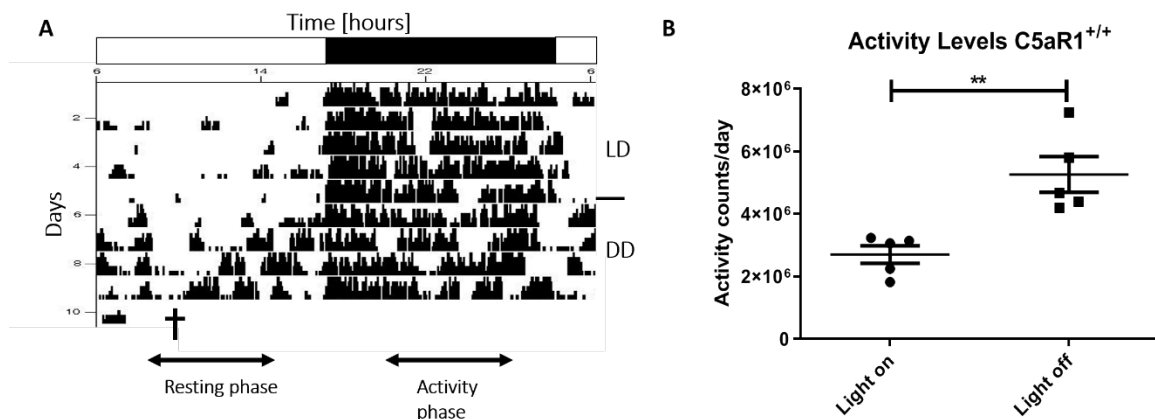 A
Time [hours]
6 14 22 6
2
4
6
8
10
Days
LD
DD
Resting phase
Activity
phase
B
Activity Levels C5aR1+/+
**
8×10⁶
6×10⁶
4×10⁶
2×10⁶
0
Activity counts/day
Light on
Light off